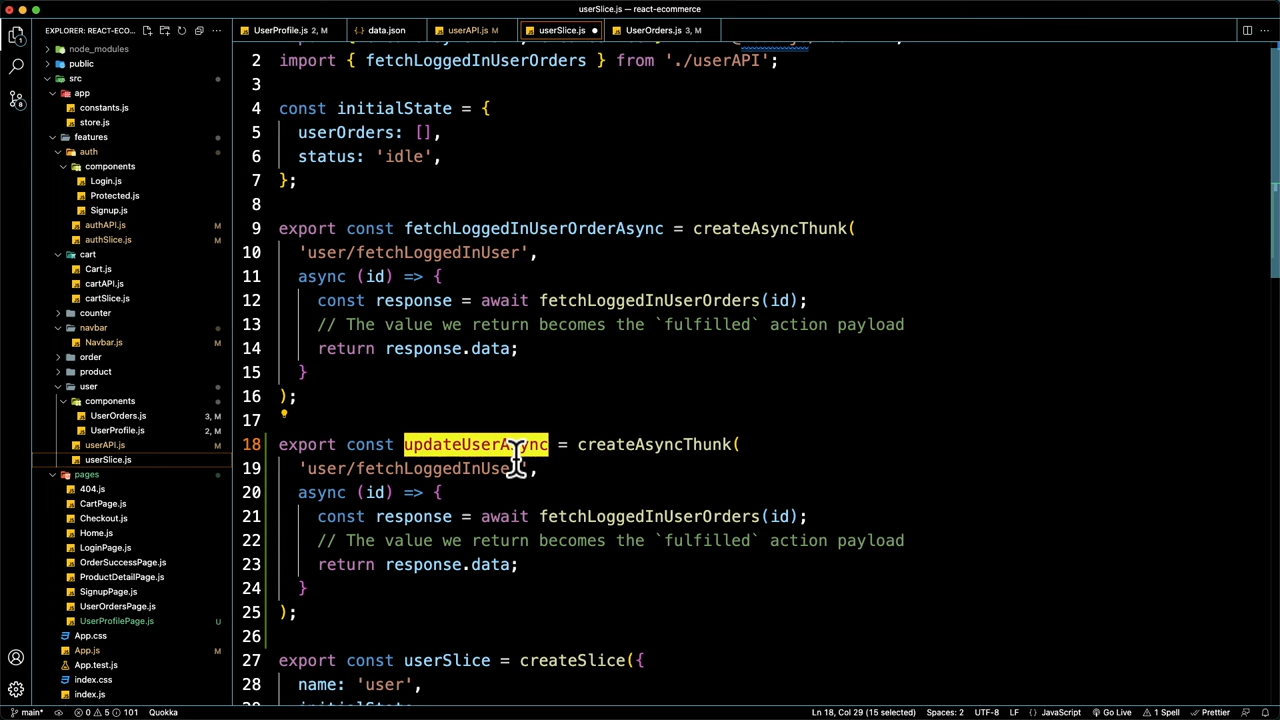 userSlice.js — react-ecommerce
EXPLORER: REACT-ECO...
UserProfile.js 2, M
data.json
userAPI.js M
userSlice.js
UserOrders.js 3, M
node_modules
public
src
app
constants.js
store.js
features
auth
components
Login.js
Protected.js
Signup.js
authAPI.js M
authSlice.js M
cart
Cart.js
cartAPI.js
cartSlice.js
counter
navbar
Navbar.js M
order
product
user
components
UserOrders.js 3, M
UserProfile.js 2, M
userAPI.js M
userSlice.js
pages
404.js
CartPage.js
Checkout.js
Home.js
LoginPage.js
OrderSuccessPage.js
ProductDetailPage.js
SignupPage.js
UserOrdersPage.js
UserProfilePage.js U
App.css
App.js M
App.test.js
index.css
index.js
2 import { fetchLoggedInUserOrders } from './userAPI';
3
4 const initialState = {
5 userOrders: [],
6 status: 'idle',
7 };
8
9 export const fetchLoggedInUserOrderAsync = createAsyncThunk(
10 'user/fetchLoggedInUser',
11 async (id) => {
12 const response = await fetchLoggedInUserOrders(id);
13 // The value we return becomes the `fulfilled` action payload
14 return response.data;
15 }
16 );
17
18 export const updateUserAsync = createAsyncThunk(
19 'user/fetchLoggedInUser',
20 async (id) => {
21 const response = await fetchLoggedInUserOrders(id);
22 // The value we return becomes the `fulfilled` action payload
23 return response.data;
24 }
25 );
26
27 export const userSlice = createSlice({
28 name: 'user',
main* 0 5 101 Quokka Ln 18, Col 29 (15 selected) Spaces: 2 UTF-8 LF {} JavaScript Go Live 1 Spell Prettier